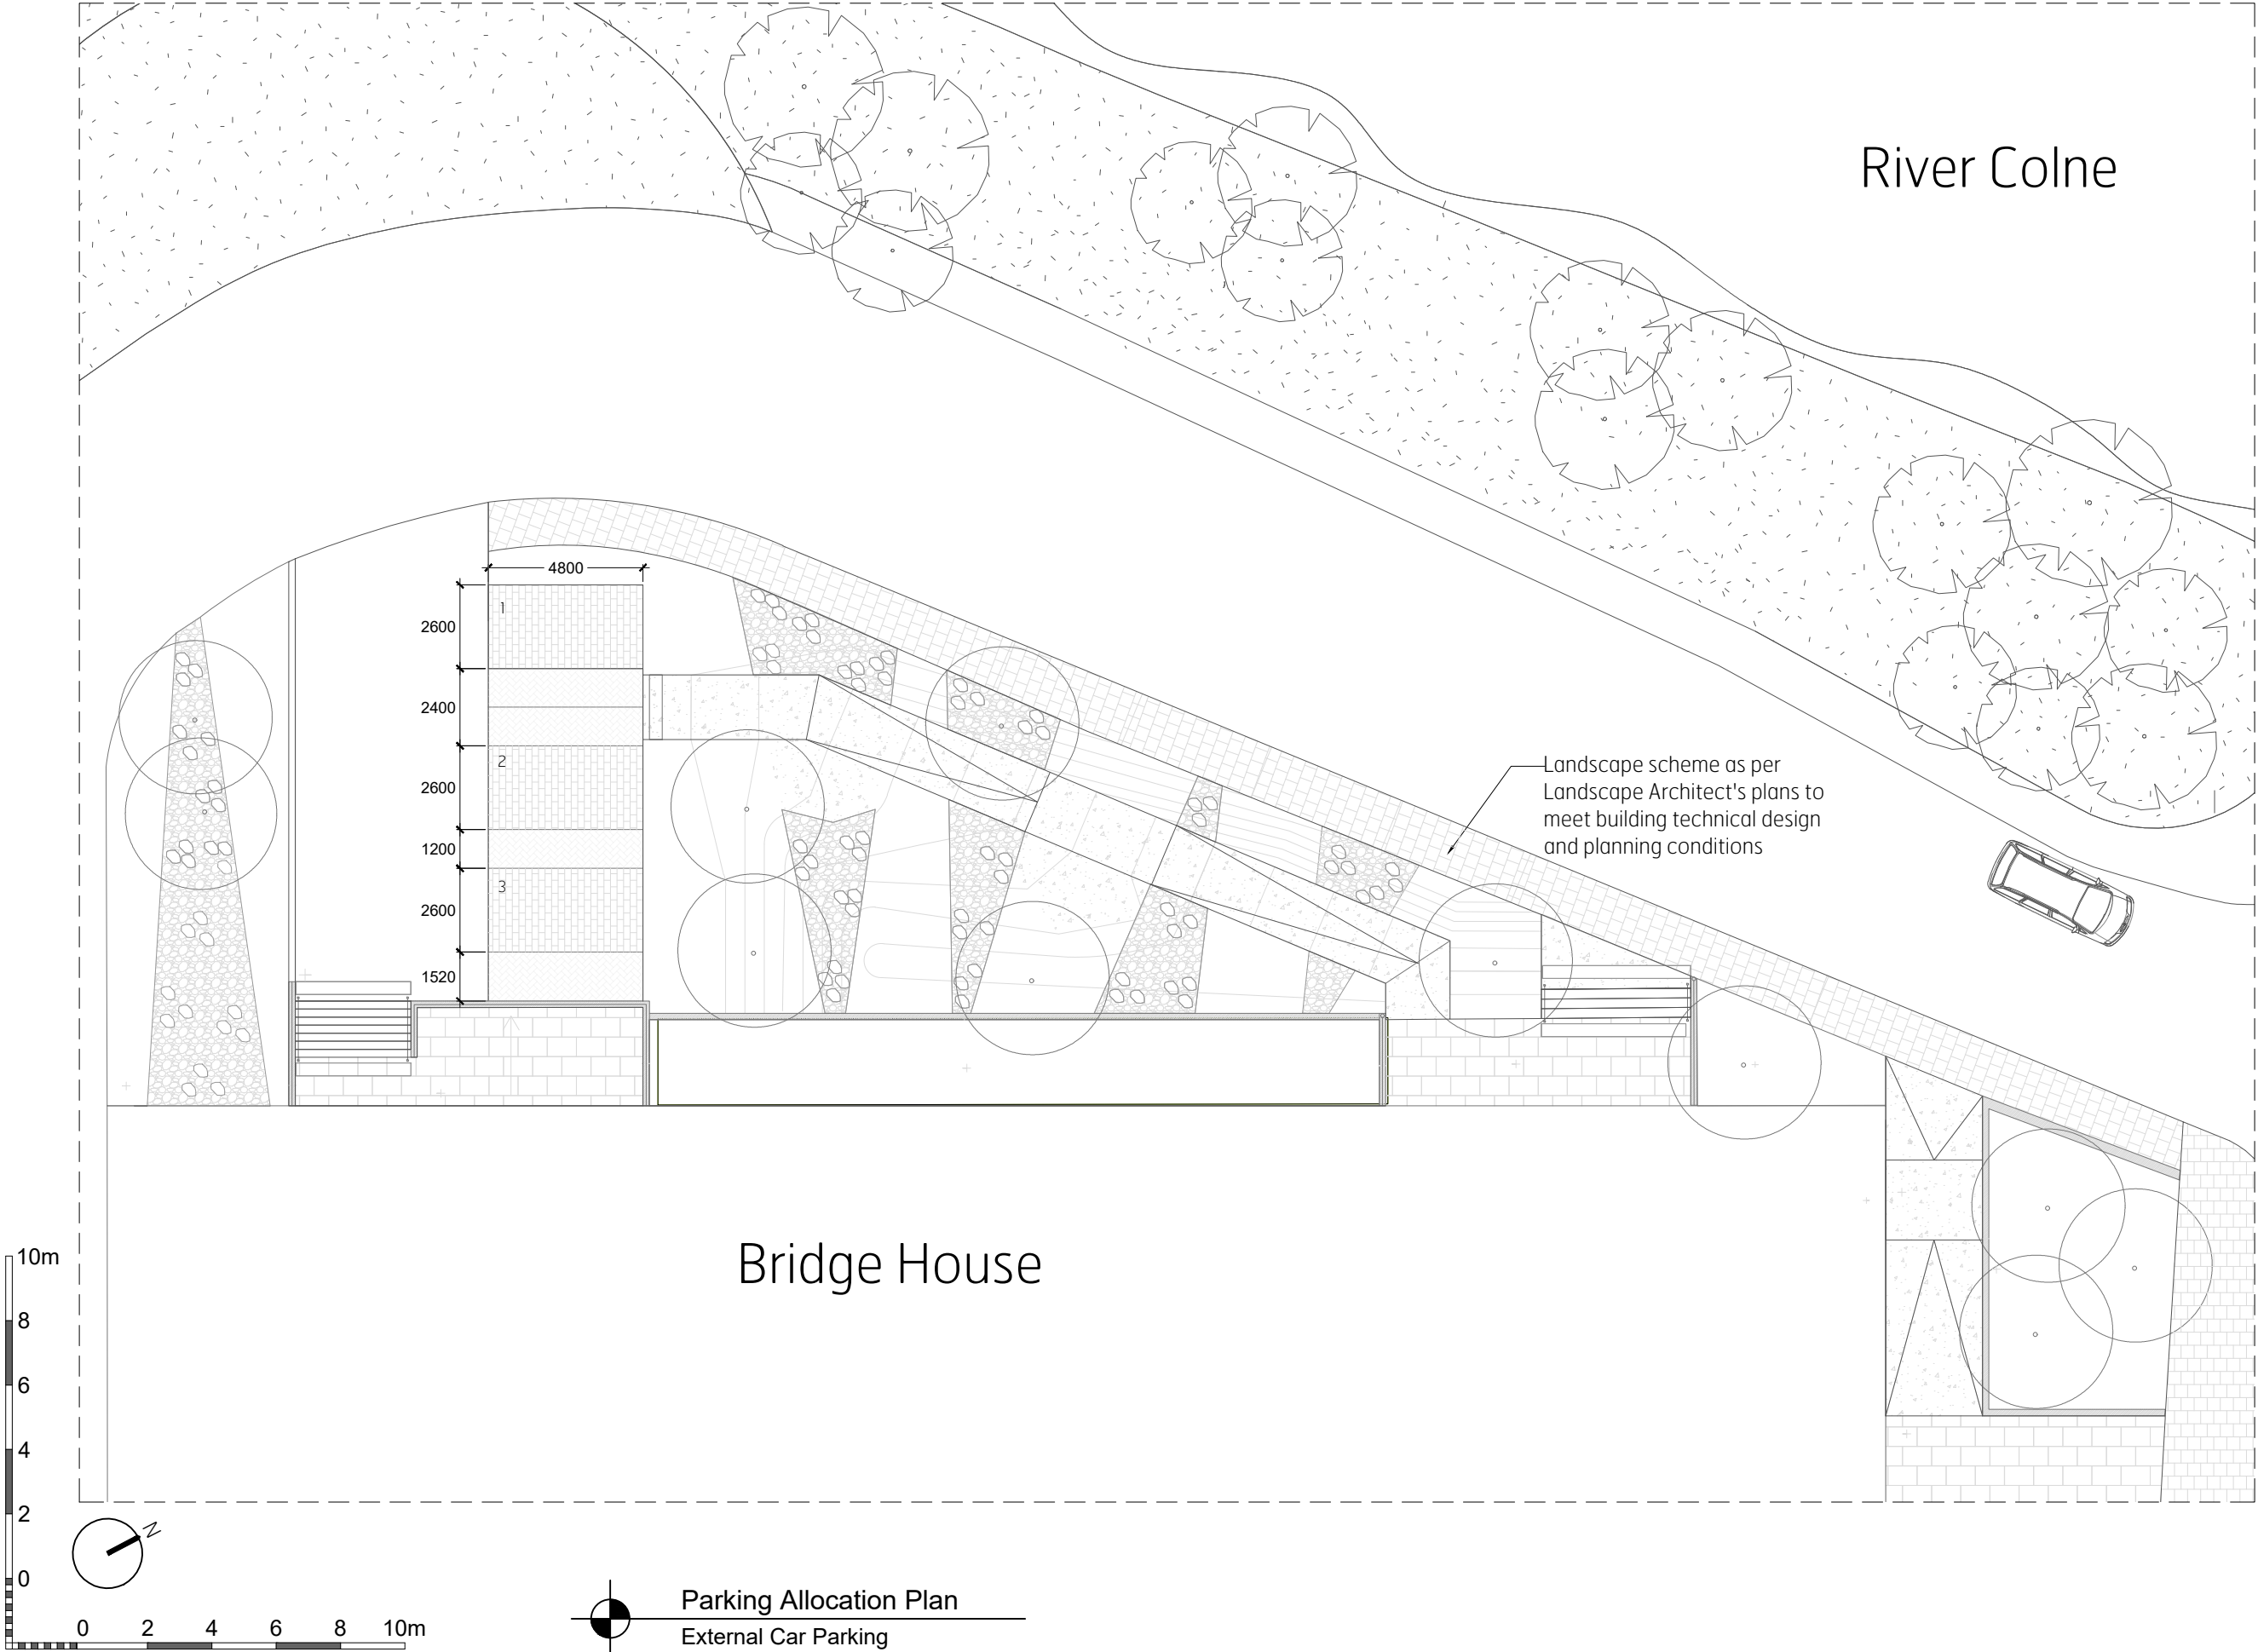 River Colne
4800
1
2600
2400
2
2600
1200
3
2600
1520
Landscape scheme as per
Landscape Architect's plans to
meet building technical design
and planning conditions
Bridge House
10m
8
6
4
2
0
N
0 2 4 6 8 10m
Parking Allocation Plan
External Car Parking